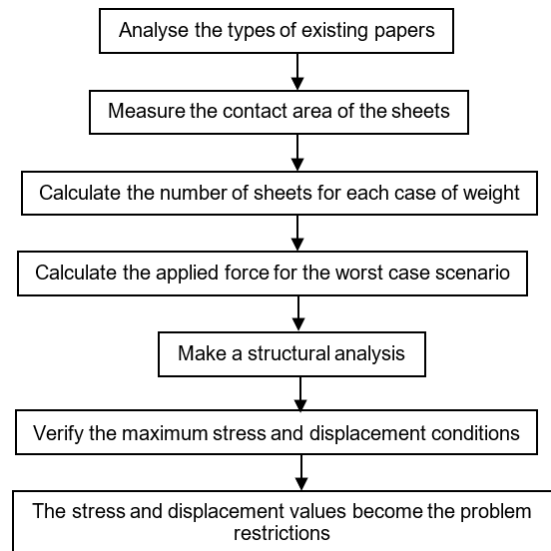 Analyse the types of existing papers
Measure the contact area of the sheets
Calculate the number of sheets for each case of weight
Calculate the applied force for the worst case scenario
Make a structural analysis
Verify the maximum stress and displacement conditions
The stress and displacement values become the problem
restrictions